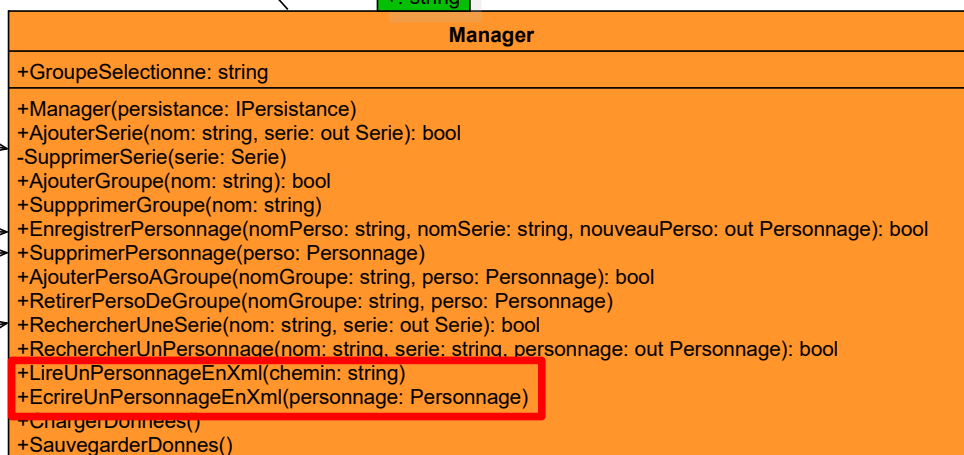 +: string
Manager
+GroupeSelectionne: string
+Manager(persistance: IPersistance)
+AjouterSerie(nom: string, serie: out Serie): bool
-SupprimerSerie(serie: Serie)
+AjouterGroupe(nom: string): bool
+SuppprimerGroupe(nom: string)
+EnregistrerPersonnage(nomPerso: string, nomSerie: string, nouveauPerso: out Personnage): bool
+SupprimerPersonnage(perso: Personnage)
+AjouterPersoAGroupe(nomGroupe: string, perso: Personnage): bool
+RetirerPersoDeGroupe(nomGroupe: string, perso: Personnage)
+RechercherUneSerie(nom: string, serie: out Serie): bool
+RechercherUnPersonnage(nom: string, serie: string, personnage: out Personnage): bool
+LireUnPersonnageEnXml(chemin: string)
+EcrireUnPersonnageEnXml(personnage: Personnage)
+ChargerDonnees()
+SauvegarderDonnes()